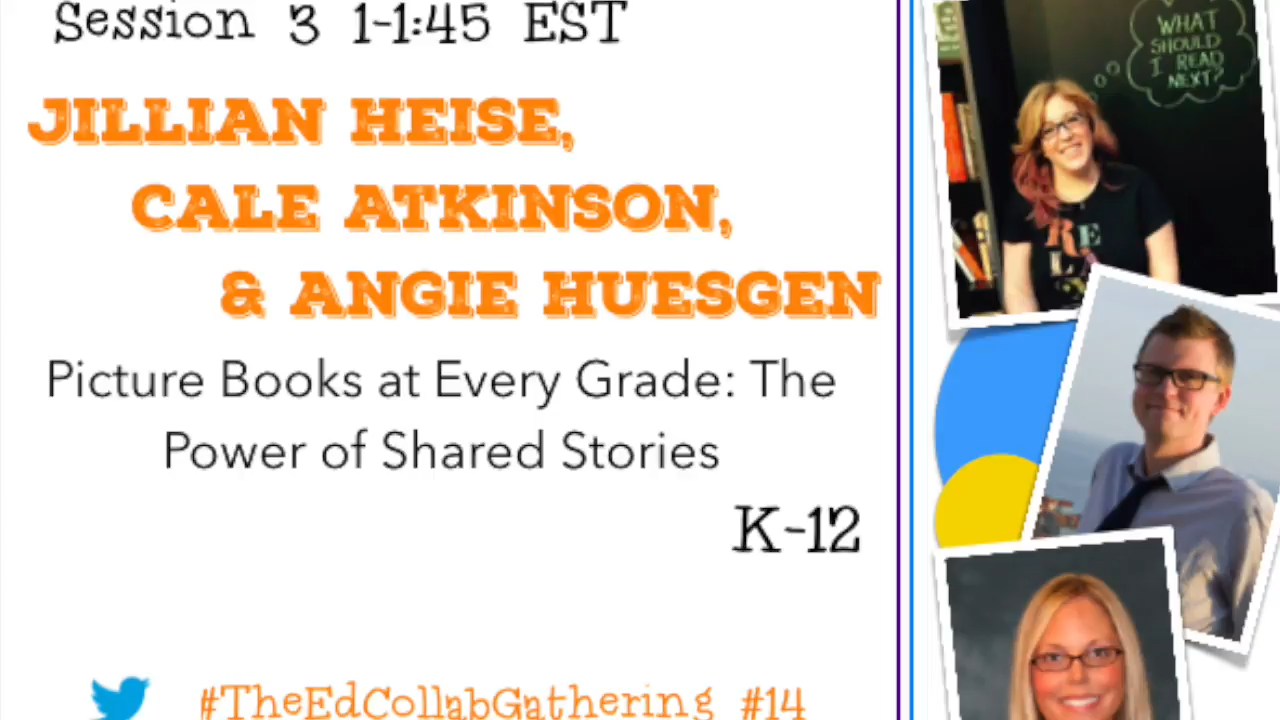 Session 3 1-1:45 EST
JILLIAN HEISE,
CALE ATKINSON,
& ANGIE HUESGEN
Picture Books at Every Grade: The
Power of Shared Stories
K-12
#TheEdCollabGathering #14
WHAT
SHOULD
I READ
NEXT?